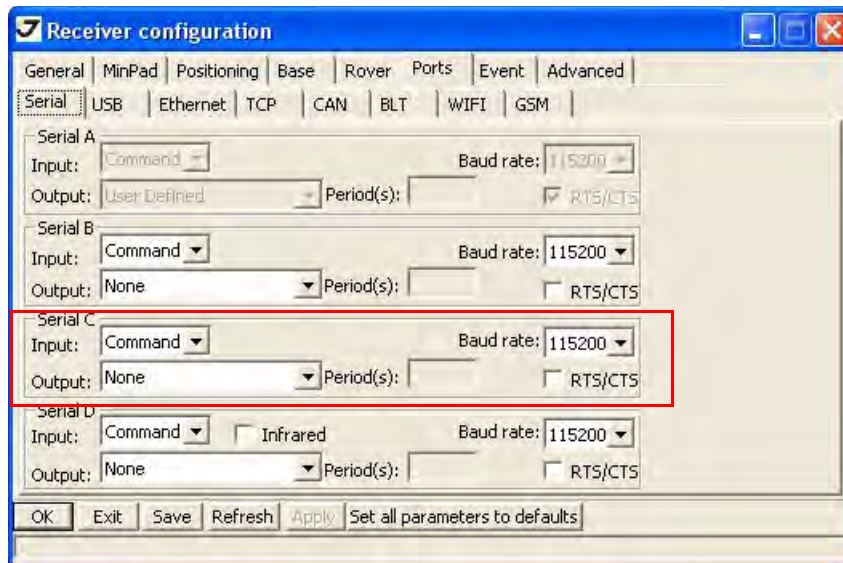 Receiver configuration
General MinPad Positioning Base Rover Ports Event Advanced
Serial USB Ethernet TCP CAN BLT WIFI GSM
Serial A
Input: Command Baud rate: 115200
Output: User Defined Period(s): RTS/CTS
Serial B
Input: Command Baud rate: 115200
Output: None Period(s): RTS/CTS
Serial C
Input: Command Baud rate: 115200
Output: None Period(s): RTS/CTS
Serial D
Input: Command Infrared Baud rate: 115200
Output: None Period(s): RTS/CTS
OK Exit Save Refresh Apply Set all parameters to defaults